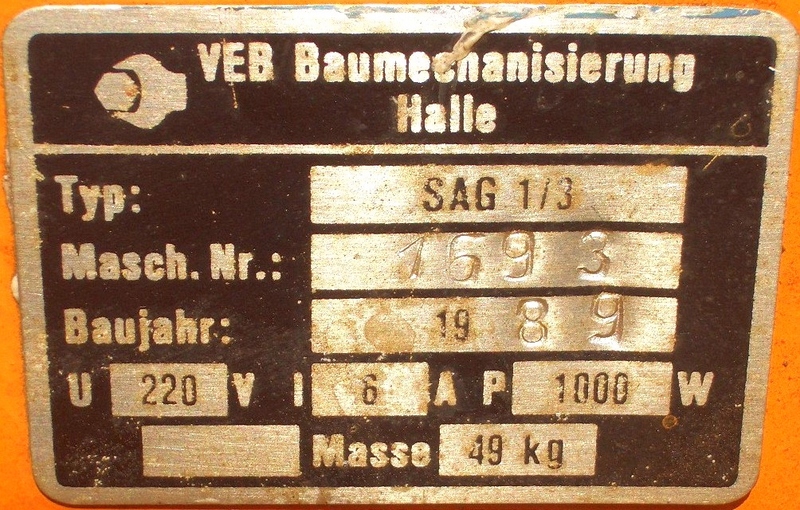 VEB Baumechanisierung
Halle
Typ: SAG 1/3
Masch. Nr.: 1693
Baujahr: 1989
U 220 V I 6 A P 1000 W
Masse 49 kg